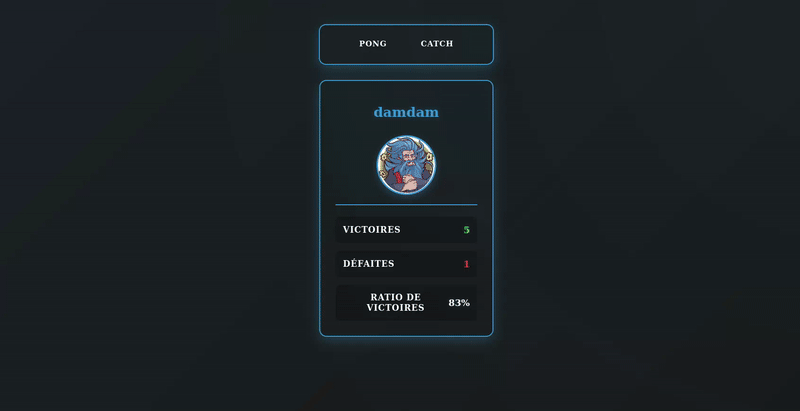 PONG CATCH
damdam
VICTOIRES 5
DÉFAITES 1
RATIO DE
VICTOIRES 83%